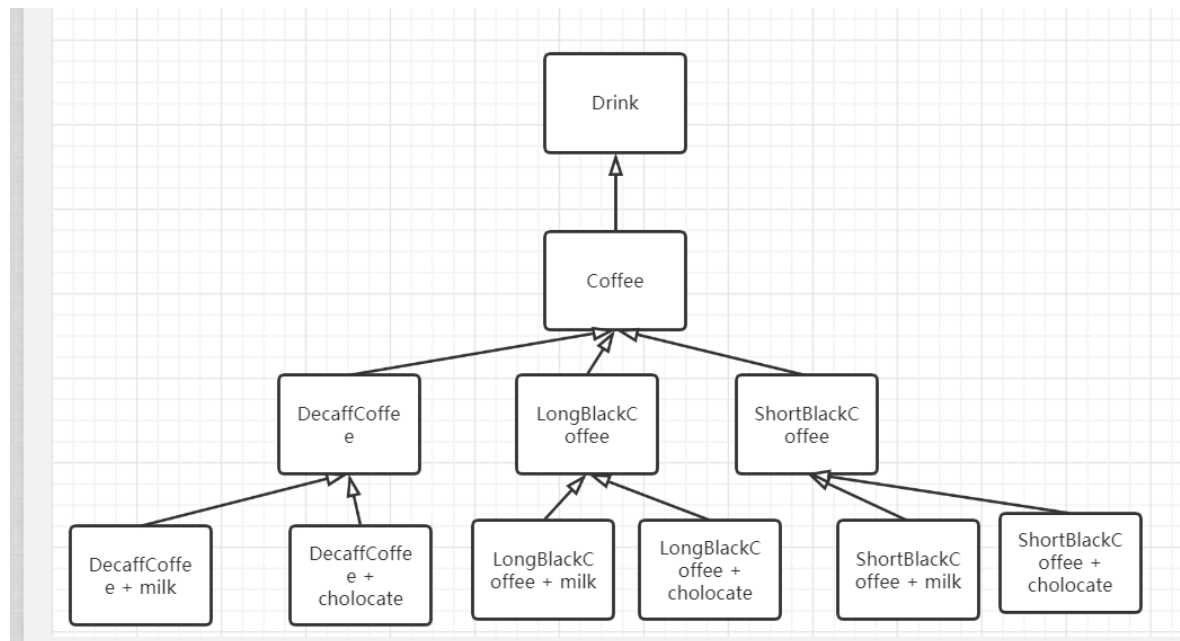 Drink
Coffee
DecaffCoffe
e
LongBlackC
offee
ShortBlackC
offee
DecaffCoffe
e + milk
DecaffCoffe
e +
cholocate
LongBlackC
offee + milk
LongBlackC
offee +
cholocate
ShortBlackC
offee + milk
ShortBlackC
offee +
cholocate